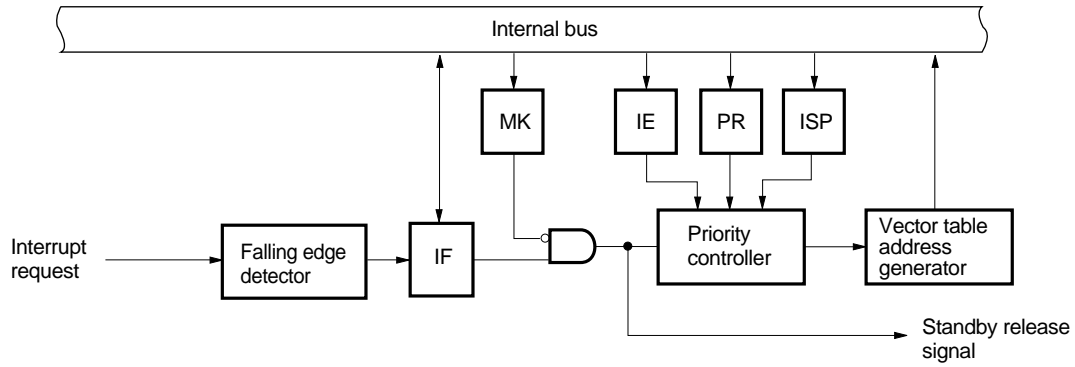 Internal bus
MK
IE
PR
ISP
Interrupt
request
Falling edge
detector
IF
Priority
controller
Vector table
address
generator
Standby release
signal